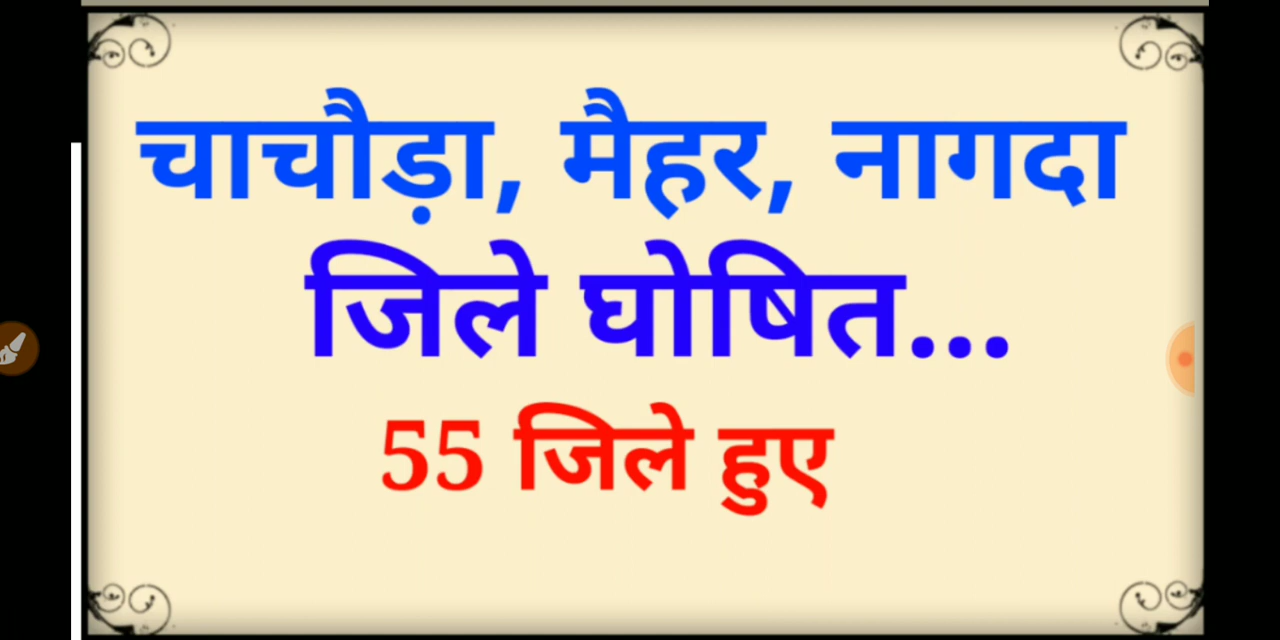 चाचौड़ा, मैहर, नागदा
जिले घोषित...
55 जिले हुए